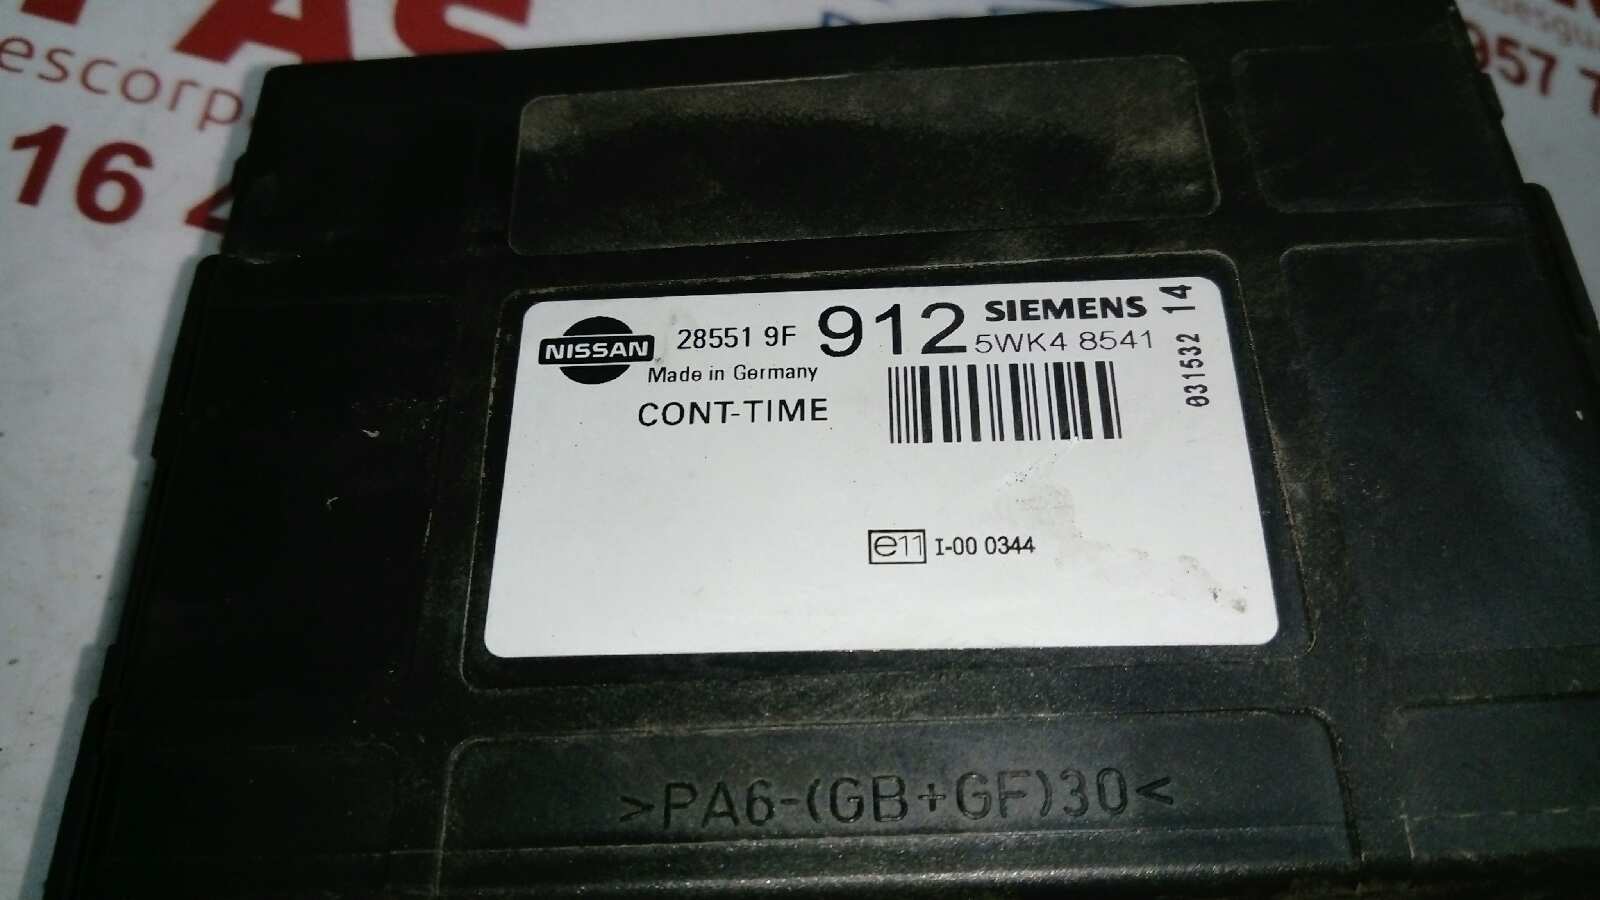 escorp
16
957 T
NISSAN 28551 9F 912 SIEMENS
5WK4 8541
Made in Germany
CONT-TIME
031532 14
e11 I-00 0344
>PA6-(GB+GF)30<